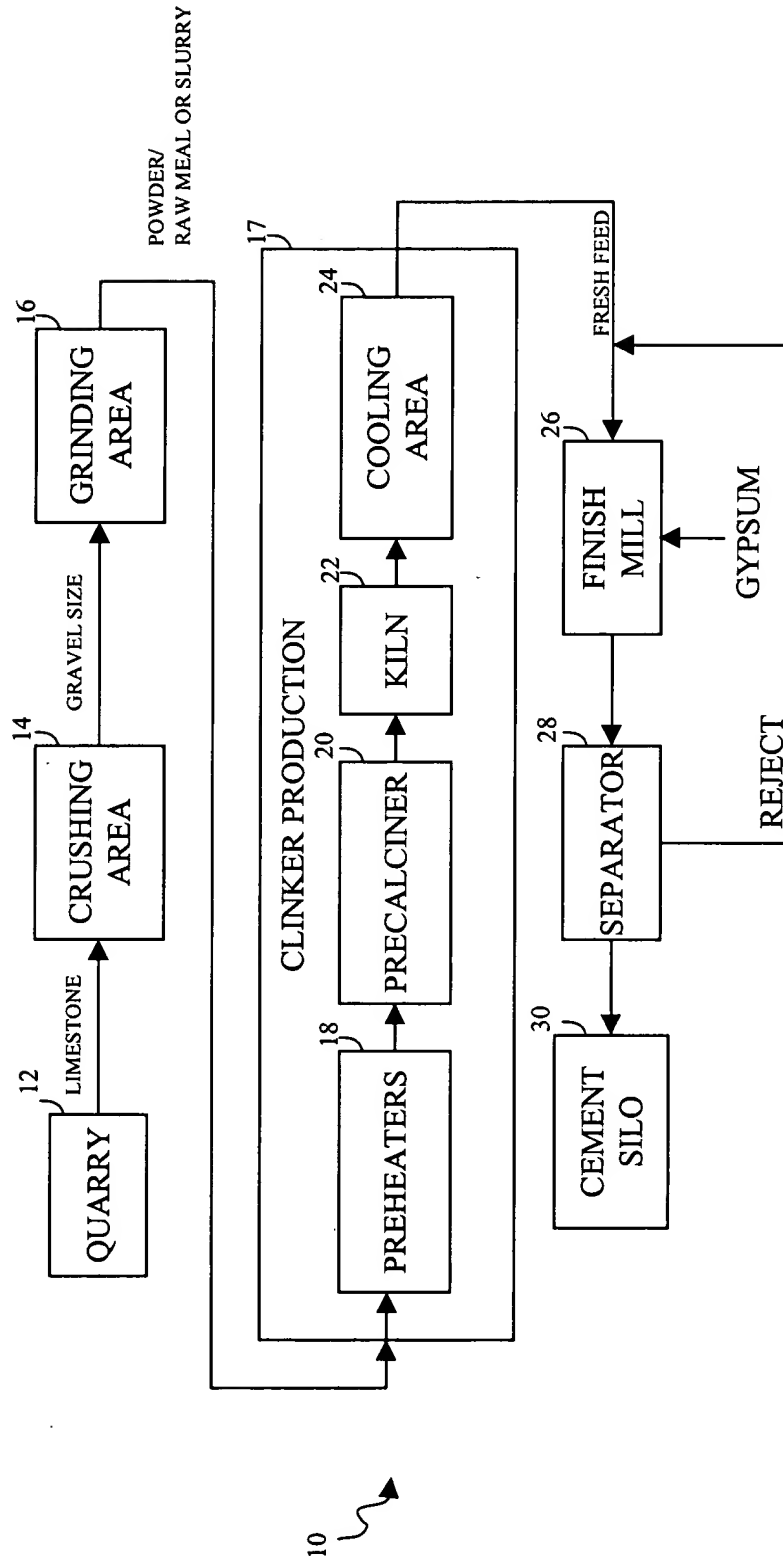 10
12
QUARRY
LIMESTONE
14
CRUSHING
AREA
GRAVEL SIZE
16
GRINDING
AREA
POWDER/
RAW MEAL OR SLURRY
17
CLINKER PRODUCTION
18
PREHEATERS
20
PRECALCINER
22
KILN
24
COOLING
AREA
FRESH FEED
26
FINISH
MILL
GYPSUM
28
SEPARATOR
REJECT
30
CEMENT
SILO